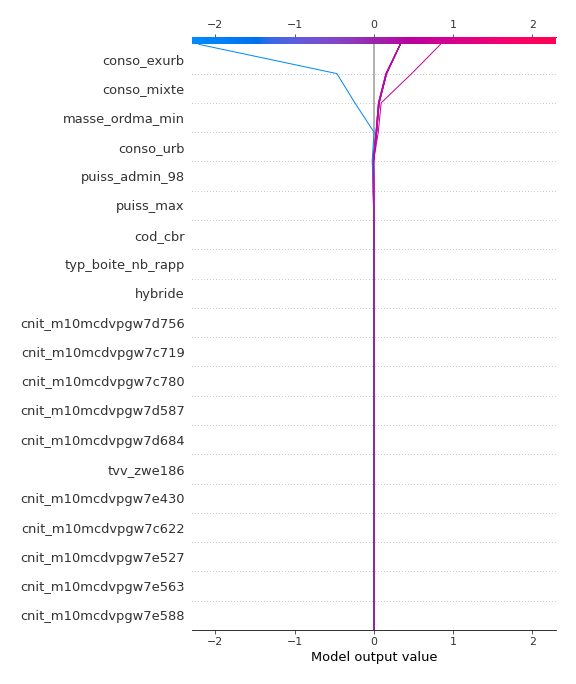 −2 −1 0 1 2
conso_exurb
conso_mixte
masse_ordma_min
conso_urb
puiss_admin_98
puiss_max
cod_cbr
typ_boite_nb_rapp
hybride
cnit_m10mcdvpgw7d756
cnit_m10mcdvpgw7c719
cnit_m10mcdvpgw7c780
cnit_m10mcdvpgw7d587
cnit_m10mcdvpgw7d684
tvv_zwe186
cnit_m10mcdvpgw7e430
cnit_m10mcdvpgw7c622
cnit_m10mcdvpgw7e527
cnit_m10mcdvpgw7e563
cnit_m10mcdvpgw7e588
−2 −1 0 1 2
Model output value